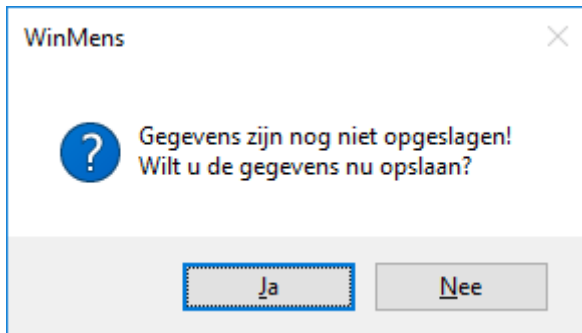 WinMens
Gegevens zijn nog niet opgeslagen!
Wilt u de gegevens nu opslaan?
Ja
Nee